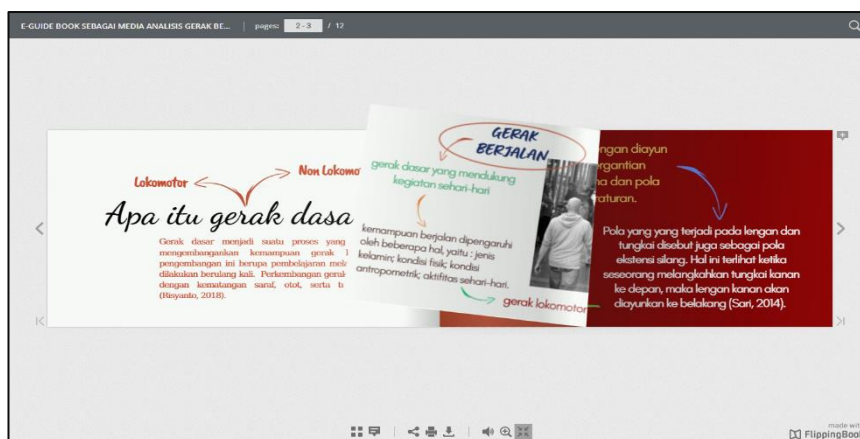 E-GUIDE BOOK SEBAGAI MEDIA ANALISIS GERAK BE... pages: 2-3 / 12
Lokomotor
Non Lokomo
Apa itu gerak dasa
Gerak dasar menjadi suatu proses yang
mengembangankan kemampuan gerak
pengembangan ini berupa pembelajaran
dilakukan berulang kali. Perkembangan
dengan kematangan saraf, otot, serta
(Risyanto, 2018).
GERAK
BERJALAN
gerak dasar yang mendukung
kegiatan sehari-hari
kemampuan berjalan dipengaruhi
oleh beberapa hal, yaitu : jenis
kelamin; kondisi fisik; kondisi
antropometrik; aktifitas sehari-hari.
gerak lokomotor
ngan diayun
rgantian
na dan pola
raturan.
Pola yang yang terjadi pada lengan dan
tungkai disebut juga sebagai pola
ekstensi silang. Hal ini terlihat ketika
seseorang melangkahkan tungkai kanan
ke depan, maka lengan kanan akan
diayunkan ke belakang (Sari, 2014).
made wit
FlippingBook